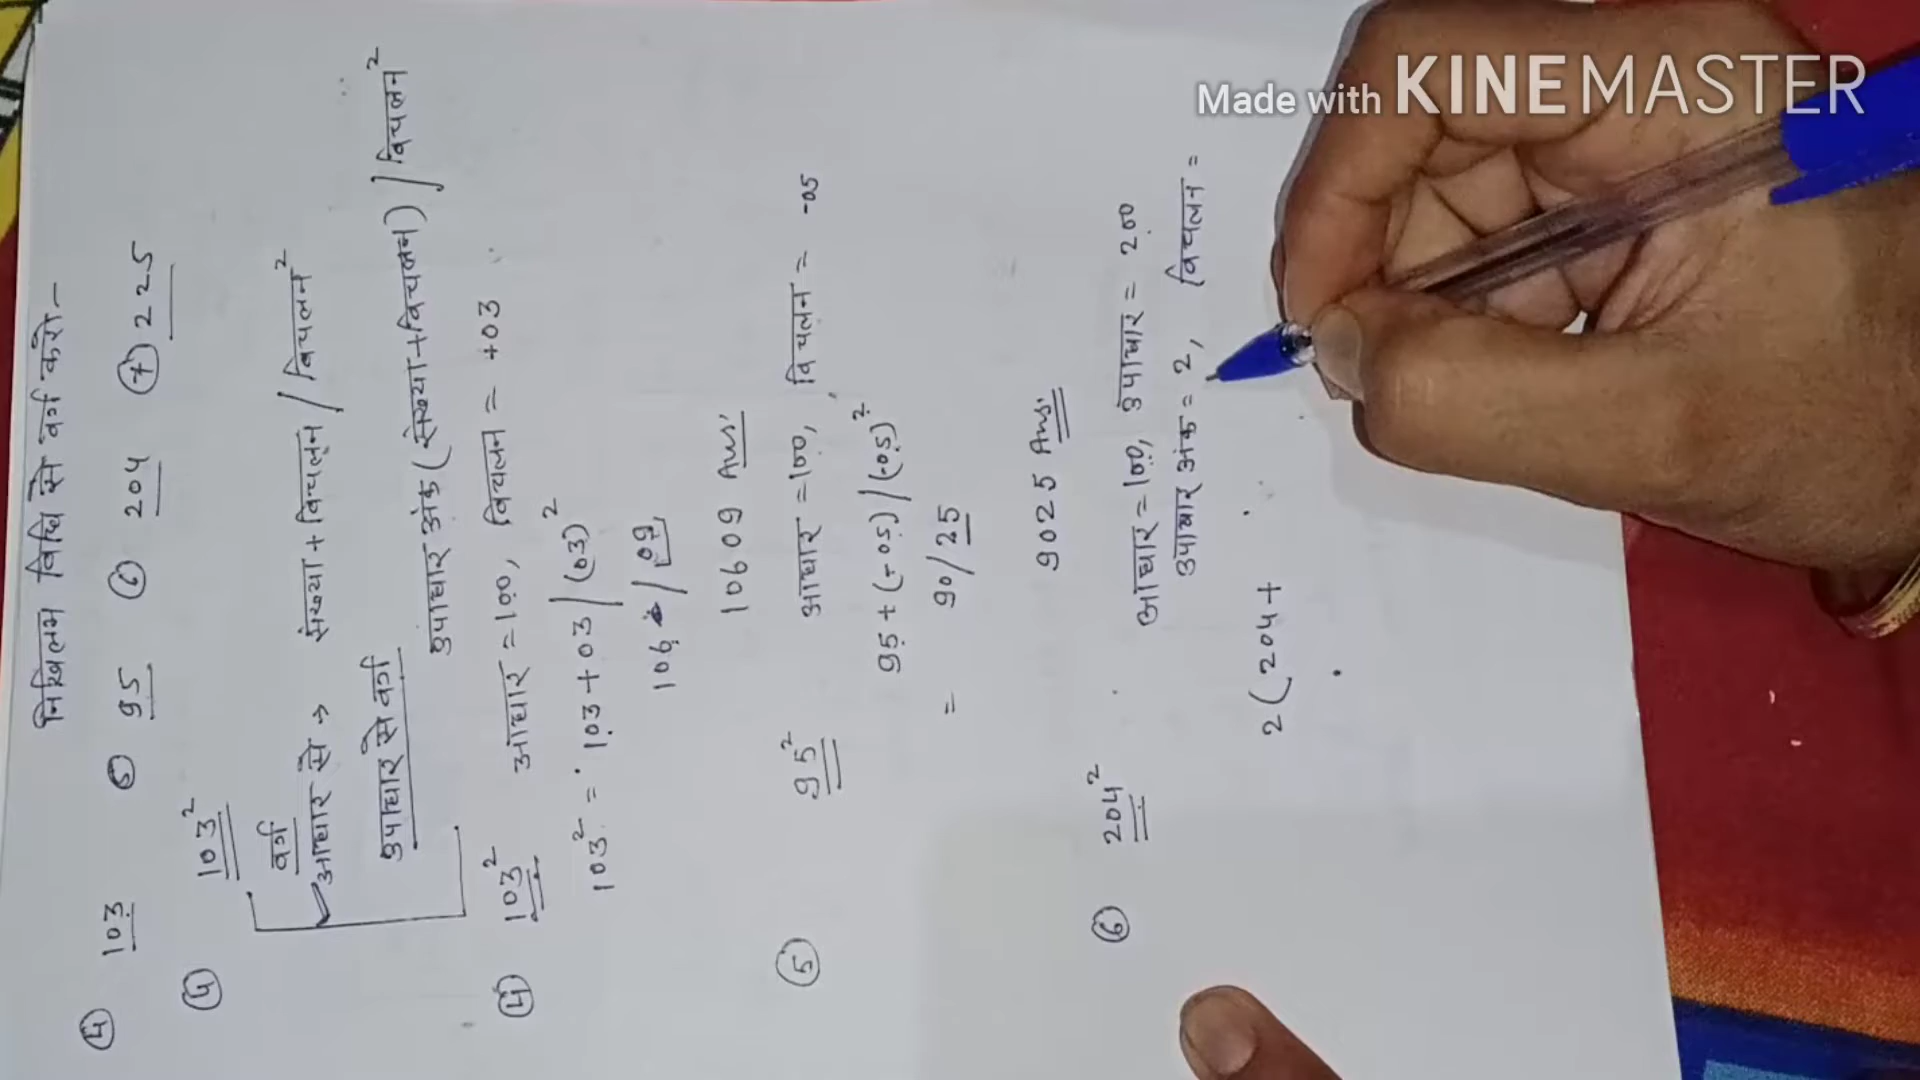 निखिलम विधि से वर्ग करो-
④ 103 ⑤ 95 ⑥ 204 ⑦ 225
④ 103²
वर्ग
आधार से → संख्या + विचलन / विचलन²
उपाधार से वर्ग
उपाधार अंक (संख्या + विचलन) / विचलन²
④ 103² आधार = 100, विचलन = +03
103² = 103 + 03 / (03)²
106 / 09
10609 Ans.
⑤ 95² आधार = 100, विचलन = -05
95 + (-05) / (-05)²
= 90 / 25
9025 Ans.
⑥ 204² आधार = 100, उपाधार = 200
उपाधार अंक = 2, विचलन =
2 (204 +
Made with KINEMASTER